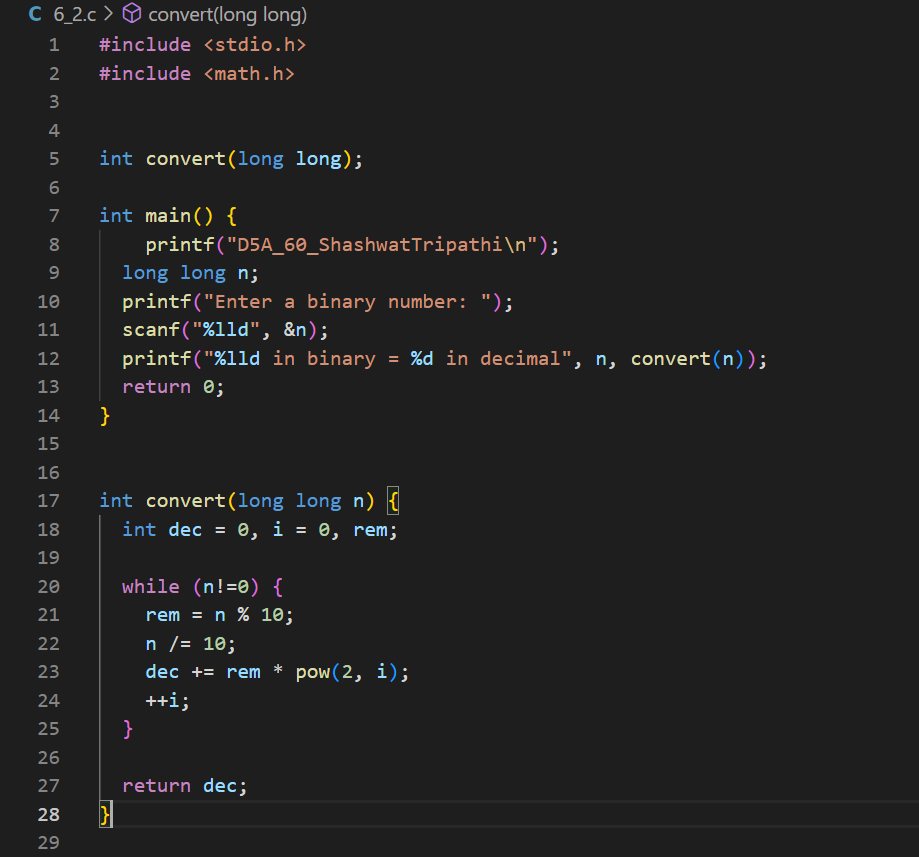 C 6_2.c > convert(long long)
1 #include <stdio.h>
2 #include <math.h>
3
4
5 int convert(long long);
6
7 int main() {
8     printf("D5A_60_ShashwatTripathi\n");
9   long long n;
10   printf("Enter a binary number: ");
11   scanf("%lld", &n);
12   printf("%lld in binary = %d in decimal", n, convert(n));
13   return 0;
14 }
15
16
17 int convert(long long n) {
18   int dec = 0, i = 0, rem;
19
20   while (n!=0) {
21     rem = n % 10;
22     n /= 10;
23     dec += rem * pow(2, i);
24     ++i;
25   }
26
27   return dec;
28 }
29